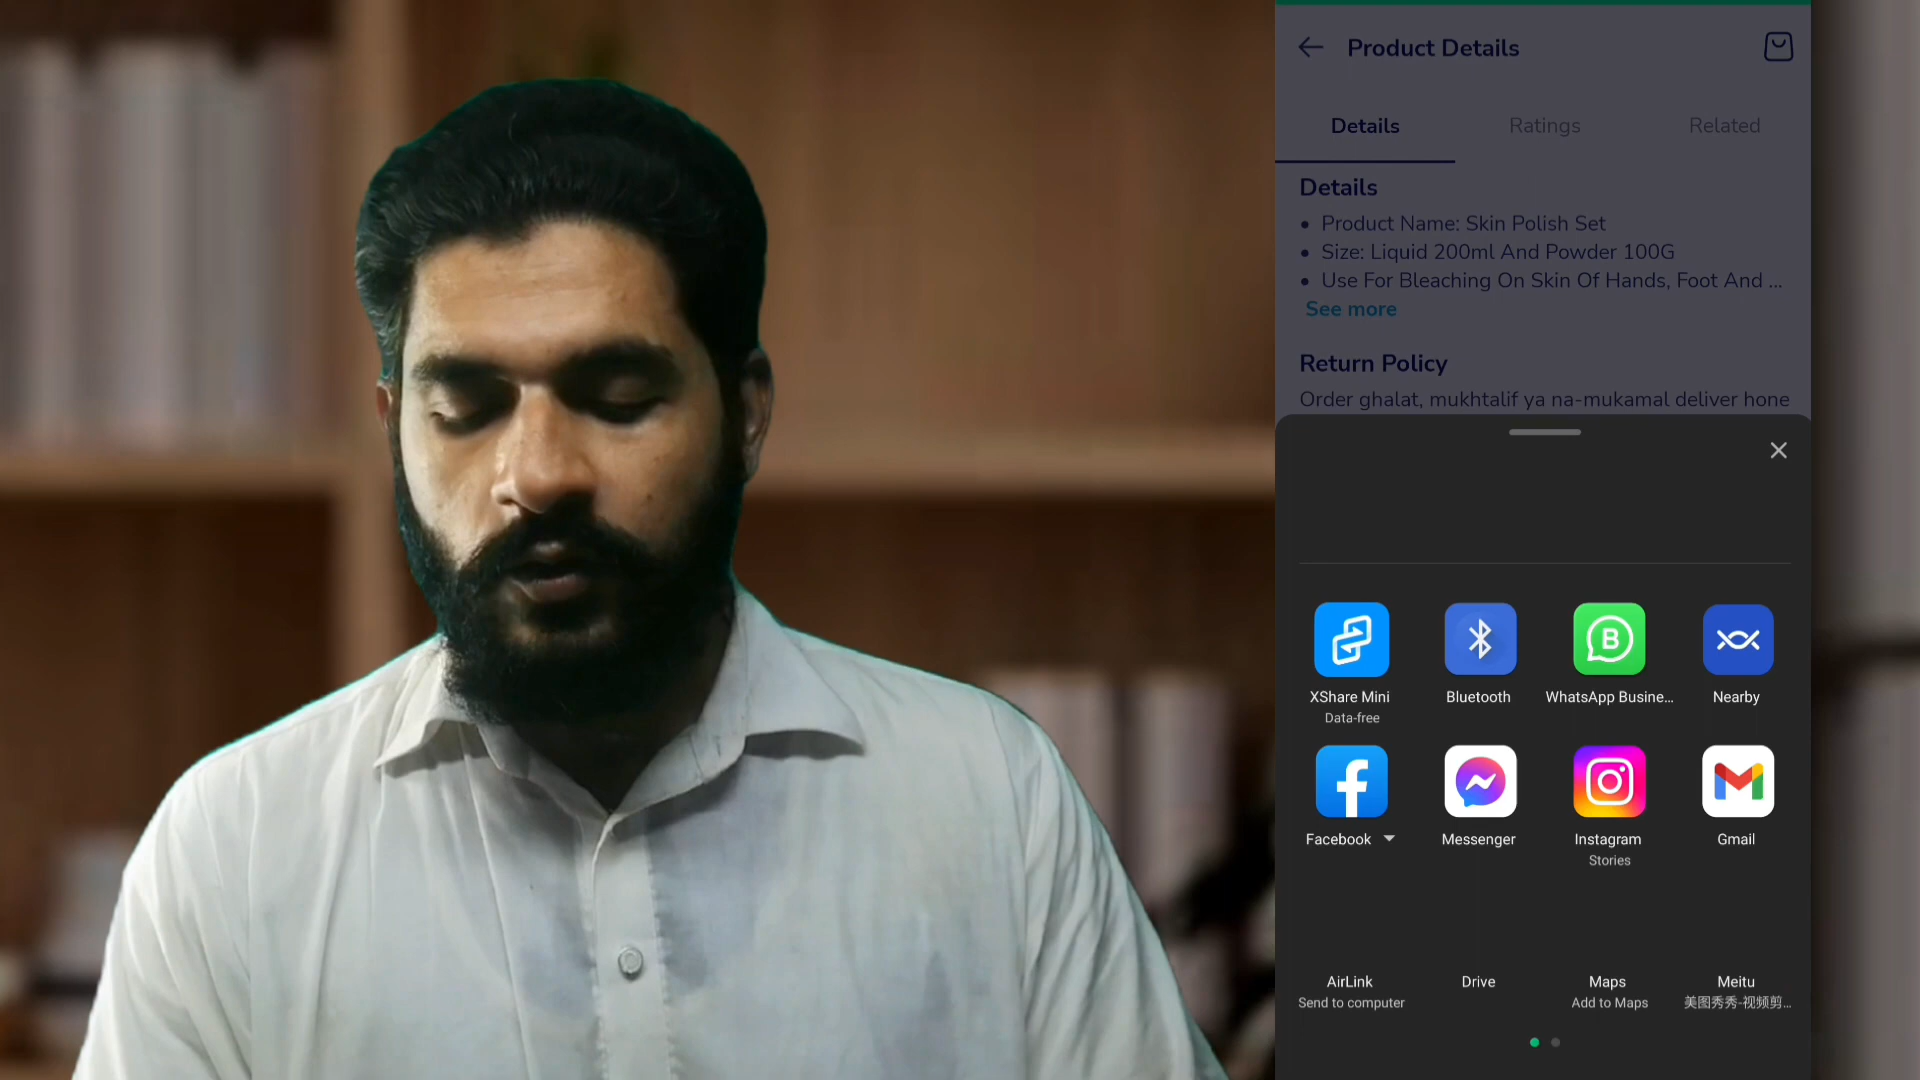 Product Details
Details Ratings Related
Details
• Product Name: Skin Polish Set
• Size: Liquid 200ml And Powder 100G
• Use For Bleaching On Skin Of Hands, Foot And ...
See more
Return Policy
Order ghalat, mukhtalif ya na-mukamal deliver hone
XShare Mini Bluetooth WhatsApp Busine... Nearby
Data-free
Facebook Messenger Instagram Gmail
Stories
AirLink Drive Maps Meitu
Send to computer Add to Maps 美图秀秀-视频剪...